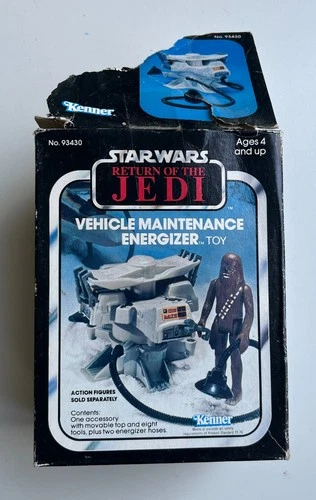 No. 93430
Kenner
No. 93430
STAR WARS
Ages 4
and up
RETURN OF THE
JEDI
VEHICLE MAINTENANCE
ENERGIZER TM TOY
ACTION FIGURES
SOLD SEPARATELY
Contents:
One accessory
with movable top and eight
tools, plus two energizer hoses.
Kenner